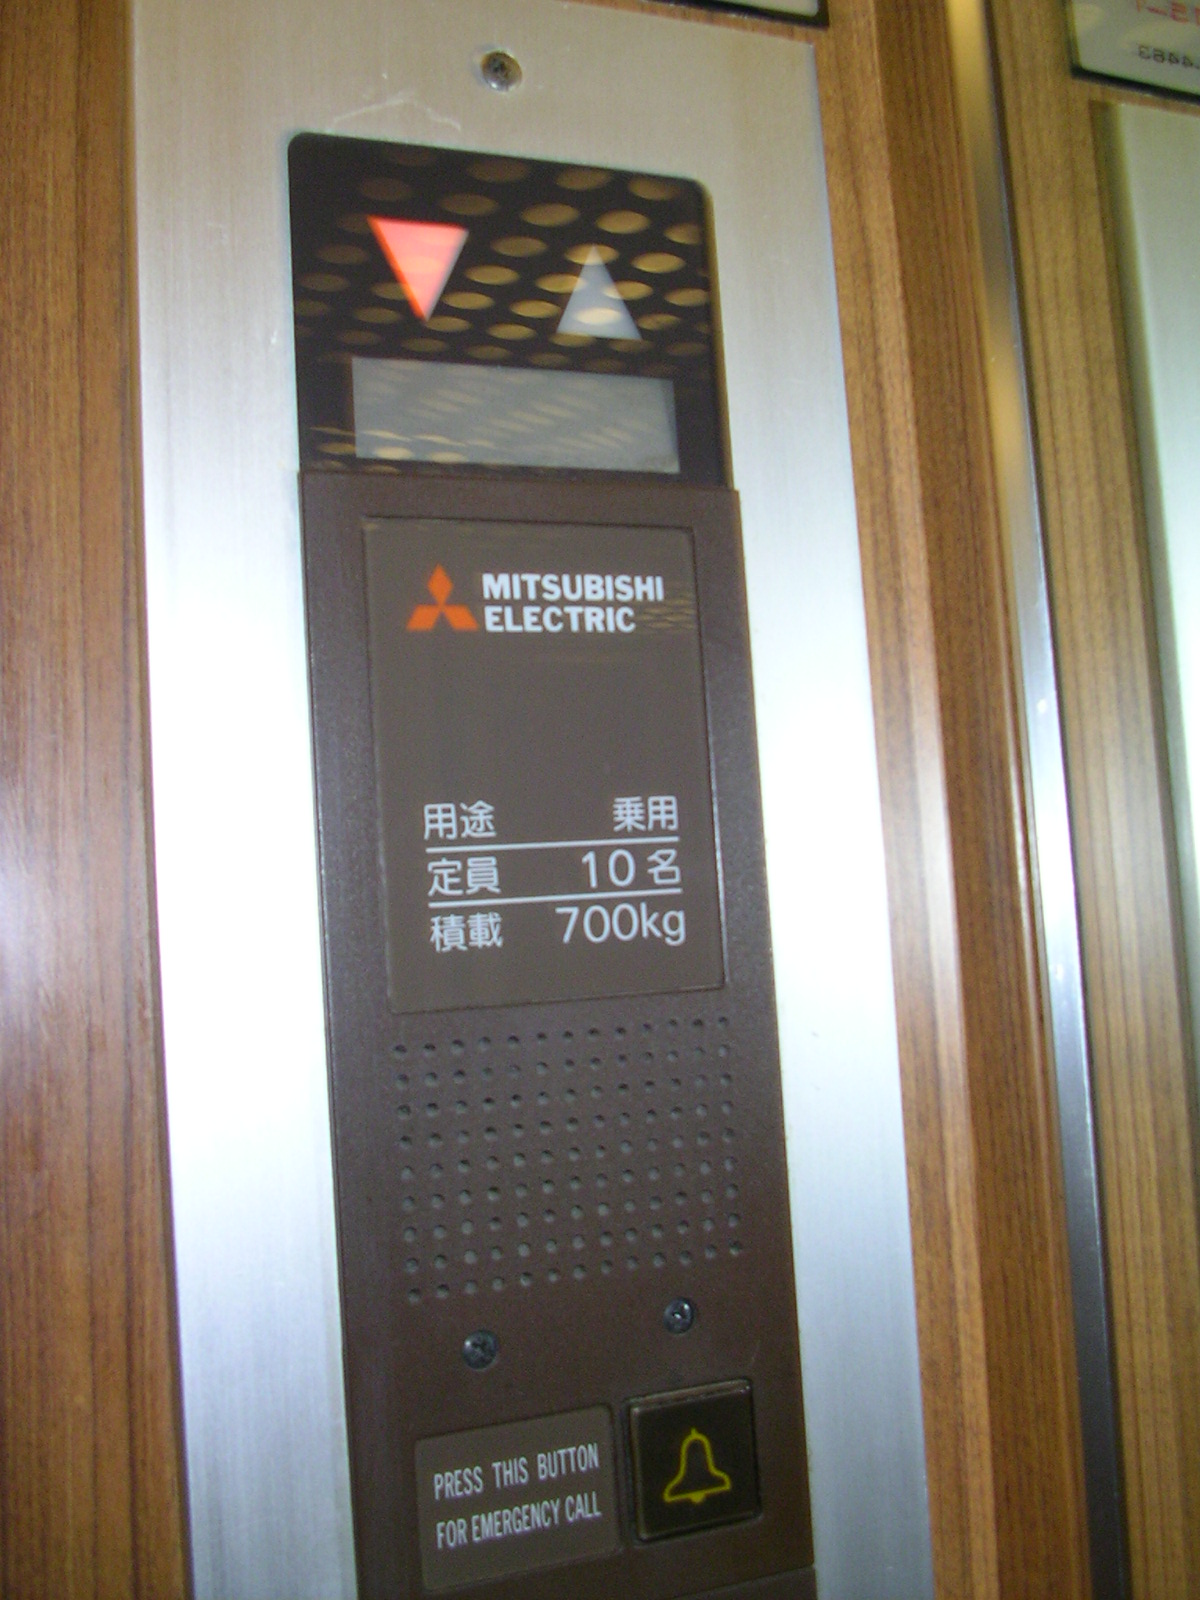 MITSUBISHI
ELECTRIC
用途 乗用
定員 10名
積載 700kg
PRESS THIS BUTTON
FOR EMERGENCY CALL